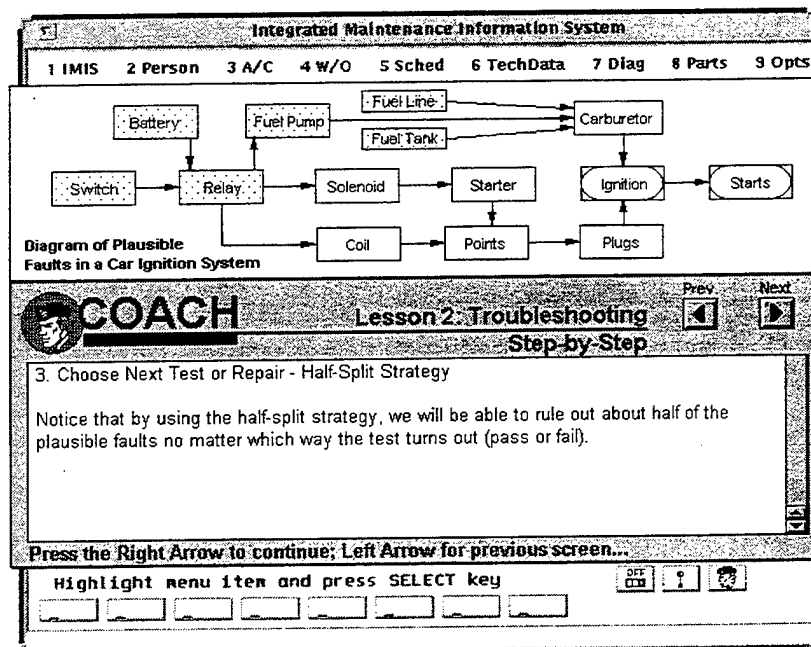 Integrated Maintenance Information System
1 IMIS 2 Person 3 A/C 4 W/O 5 Sched 6 TechData 7 Diag 8 Parts 9 Opts
Fuel Line
Battery Fuel Pump Carburetor
Fuel Tank
Switch Relay Solenoid Starter Ignition Starts
Diagram of Plausible
Faults in a Car Ignition System
Coil Points Plugs
COACH
Lesson 2: Troubleshooting
Step-by-Step
Prev Next
3. Choose Next Test or Repair - Half-Split Strategy
Notice that by using the half-split strategy, we will be able to rule out about half of the
plausible faults no matter which way the test turns out (pass or fail).
Press the Right Arrow to continue; Left Arrow for previous screen...
Highlight menu item and press SELECT key
OFF